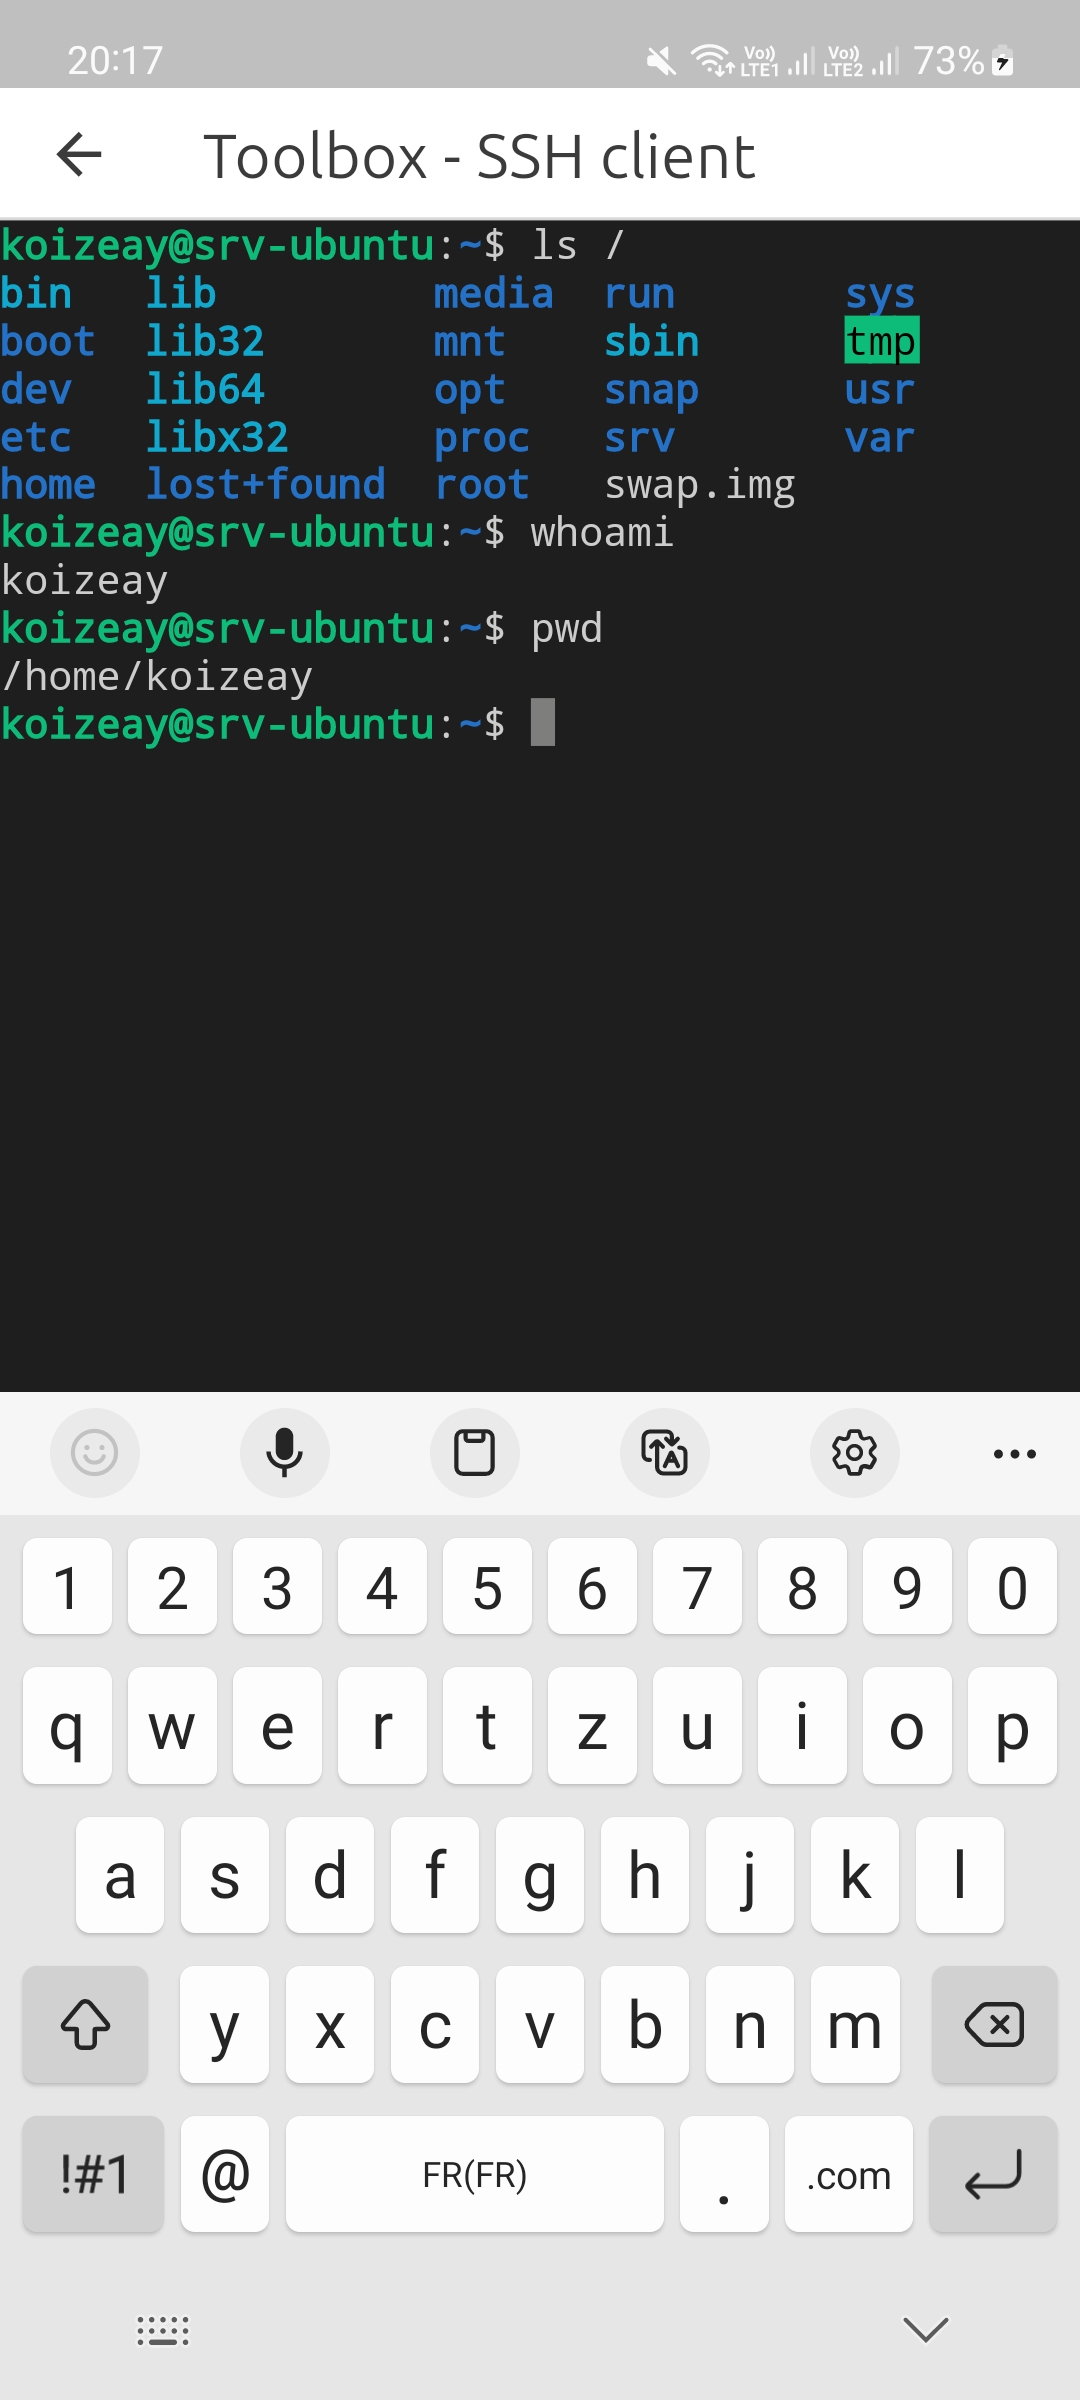 20:17 Vo)) LTE1 Vo)) LTE2 73%
Toolbox - SSH client
koizeay@srv-ubuntu:~$ ls /
bin lib media run sys
boot lib32 mnt sbin tmp
dev lib64 opt snap usr
etc libx32 proc srv var
home lost+found root swap.img
koizeay@srv-ubuntu:~$ whoami
koizeay
koizeay@srv-ubuntu:~$ pwd
/home/koizeay
koizeay@srv-ubuntu:~$
1 2 3 4 5 6 7 8 9 0
q w e r t z u i o p
a s d f g h j k l
y x c v b n m
!#1 @ FR(FR) . .com